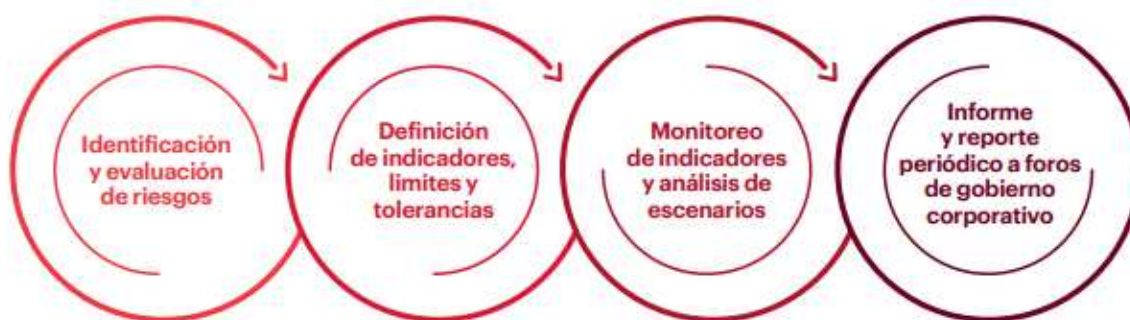 Identificación
y evaluación
de riesgos
Definición
de indicadores,
limites y
tolerancias
Monitoreo
de indicadores
y análisis de
escenarios
Informe
y reporte
periódico a foros
de gobierno
corporativo